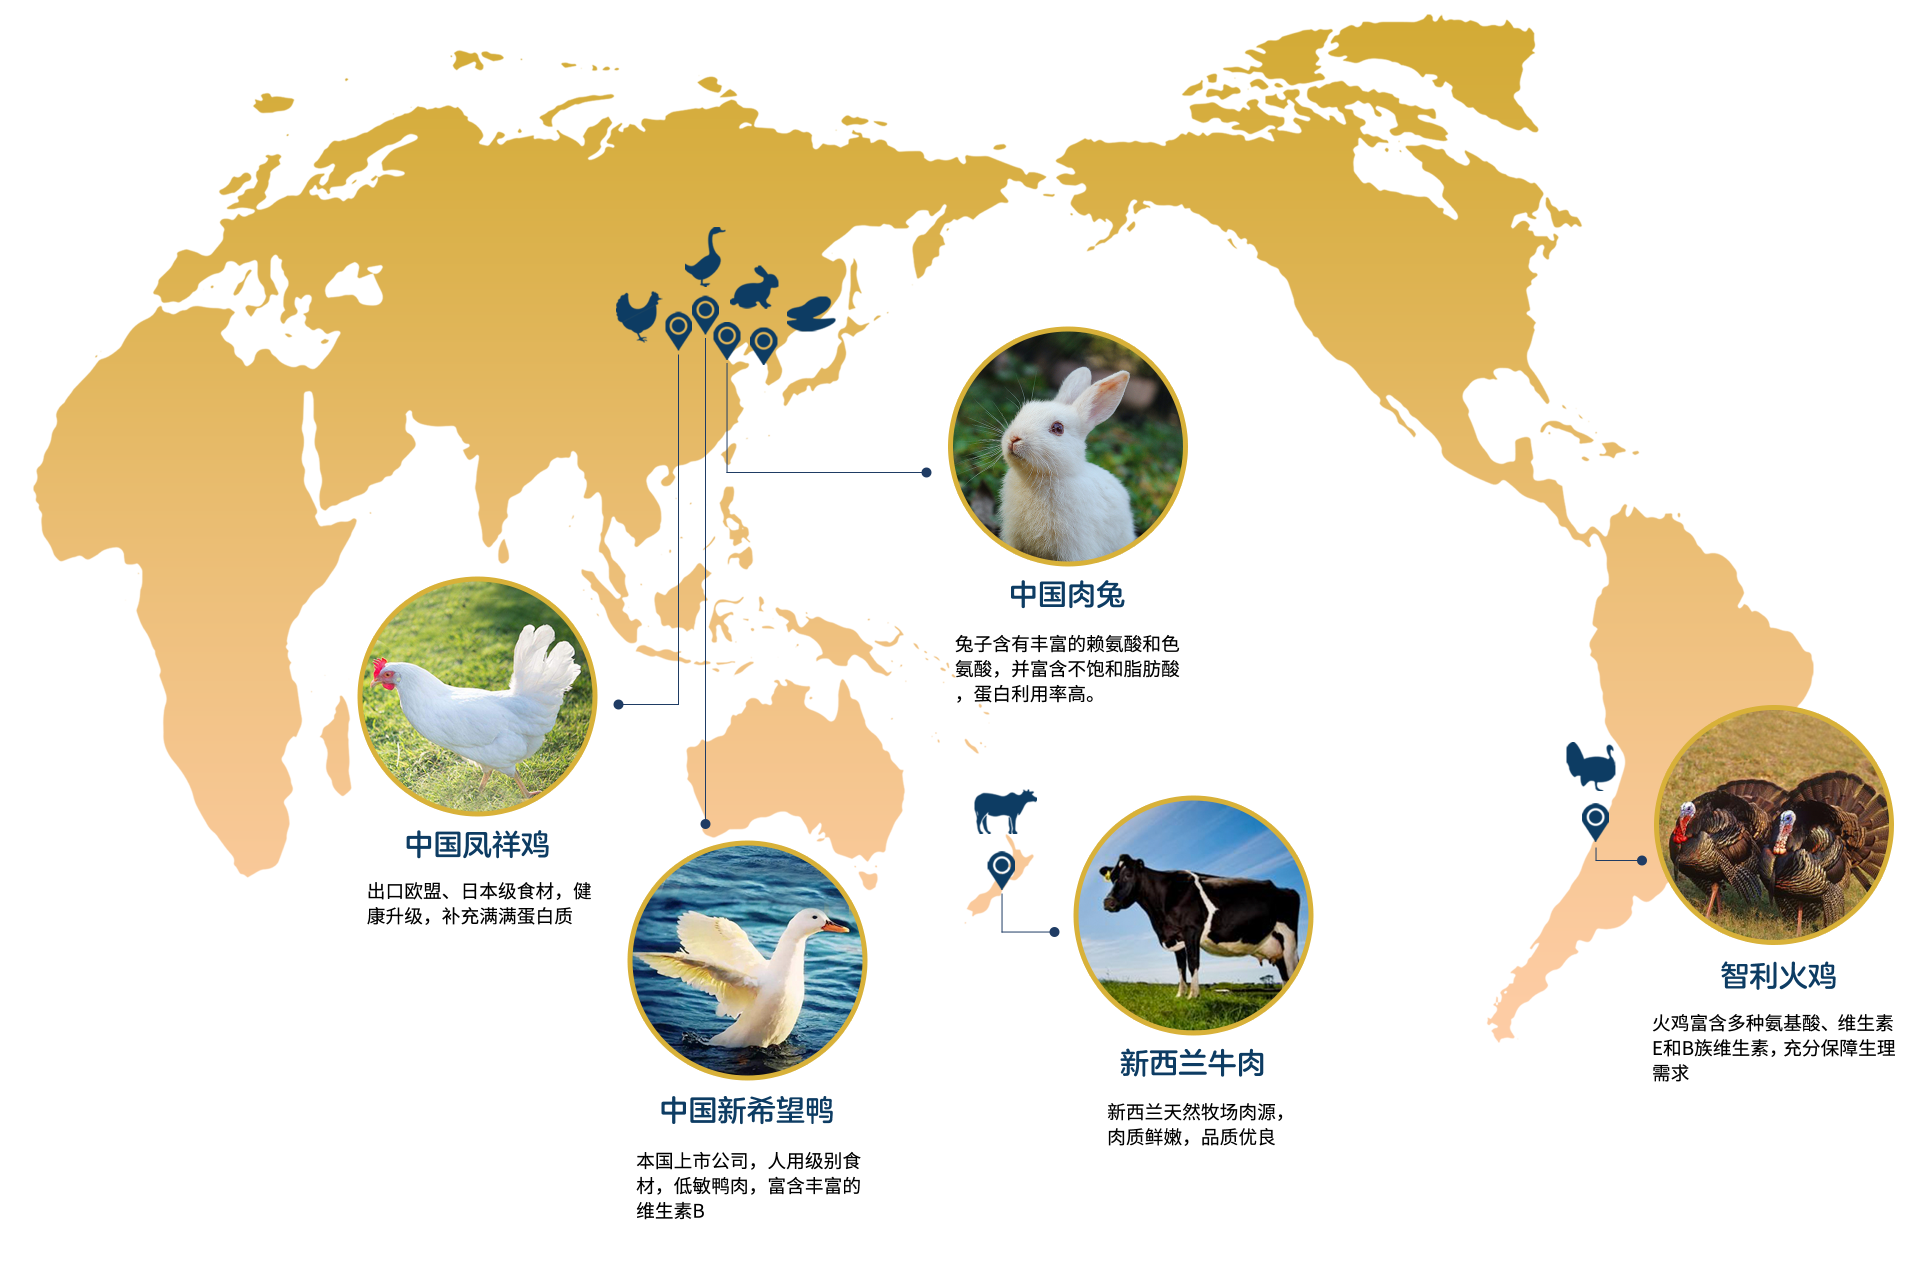 中国肉兔
兔子含有丰富的赖氨酸和色
氨酸，并富含不饱和脂肪酸
，蛋白利用率高。
中国凤祥鸡
出口欧盟、日本级食材，健
康升级，补充满满蛋白质
中国新希望鸭
本国上市公司，人用级别食
材，低敏鸭肉，富含丰富的
维生素B
新西兰牛肉
新西兰天然牧场肉源，
肉质鲜嫩，品质优良
智利火鸡
火鸡富含多种氨基酸、维生素
E和B族维生素，充分保障生理
需求